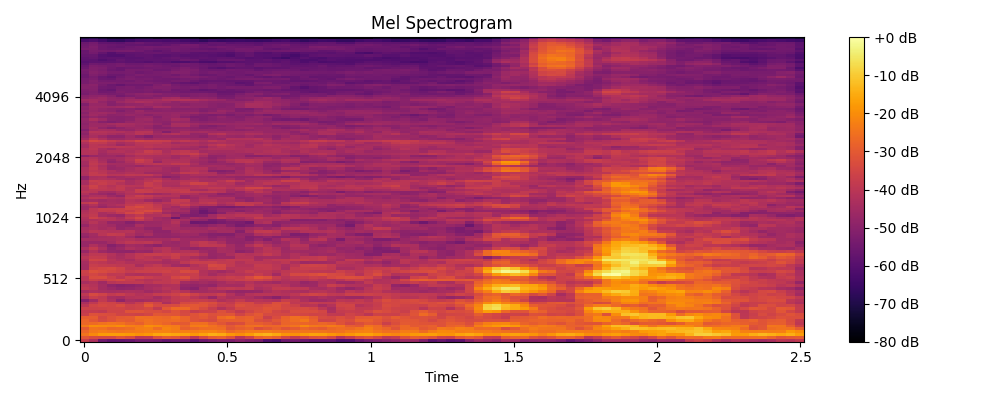 Mel Spectrogram
Hz
4096
2048
1024
512
0
0
0.5
1
1.5
2
2.5
Time
+0 dB
-10 dB
-20 dB
-30 dB
-40 dB
-50 dB
-60 dB
-70 dB
-80 dB